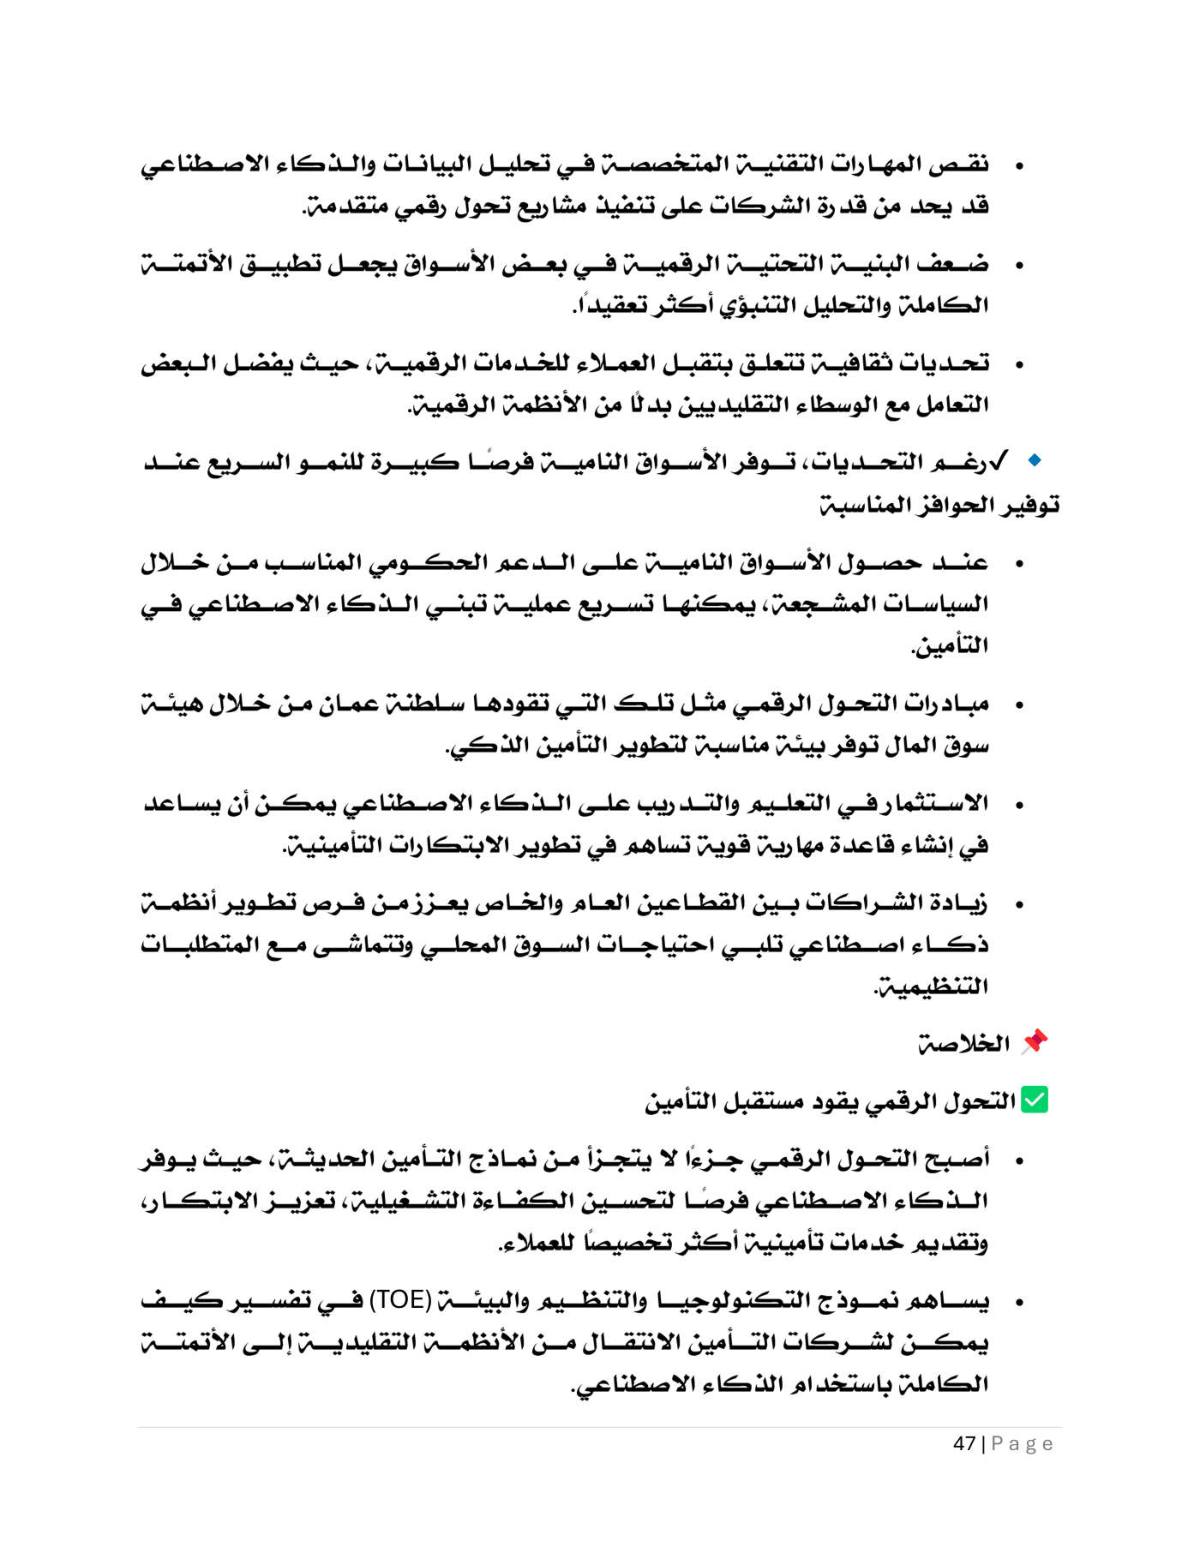 • نقص المهارات التقنية المتخصصة في تحليل البيانات والذكاء الاصطناعي
قد يحد من قدرة الشركات على تنفيذ مشاريع تحول رقمي متقدمة.
• ضعف البنية التحتية الرقمية في بعض الأسواق يجعل تطبيق الأتمتة
الكاملة والتحليل التنبؤي أكثر تعقيدًا.
• تحديات ثقافية تتعلق بتقبل العملاء للخدمات الرقمية، حيث يفضل البعض
التعامل مع الوسطاء التقليديين بدلًا من الأنظمة الرقمية.
🔹 ✔رغم التحديات، توفر الأسواق النامية فرصًا كبيرة للنمو السريع عند
توفير الحوافز المناسبة
• عند حصول الأسواق النامية على الدعم الحكومي المناسب من خلال
السياسات المشجعة، يمكنها تسريع عملية تبني الذكاء الاصطناعي في
التأمين.
• مبادرات التحول الرقمي مثل تلك التي تقودها سلطنة عمان من خلال هيئة
سوق المال توفر بيئة مناسبة لتطوير التأمين الذكي.
• الاستثمار في التعليم والتدريب على الذكاء الاصطناعي يمكن أن يساعد
في إنشاء قاعدة مهارية قوية تساهم في تطوير الابتكارات التأمينية.
• زيادة الشراكات بين القطاعين العام والخاص يعزز من فرص تطوير أنظمة
ذكاء اصطناعي تلبي احتياجات السوق المحلي وتتماشى مع المتطلبات
التنظيمية.
📌 الخلاصة
✅ التحول الرقمي يقود مستقبل التأمين
• أصبح التحول الرقمي جزءًا لا يتجزأ من نماذج التأمين الحديثة، حيث يوفر
الذكاء الاصطناعي فرصًا لتحسين الكفاءة التشغيلية، تعزيز الابتكار،
وتقديم خدمات تأمينية أكثر تخصيصًا للعملاء.
• يساهم نموذج التكنولوجيا والتنظيم والبيئة (TOE) في تفسير كيف
يمكن لشركات التأمين الانتقال من الأنظمة التقليدية إلى الأتمتة
الكاملة باستخدام الذكاء الاصطناعي.
47 | Page